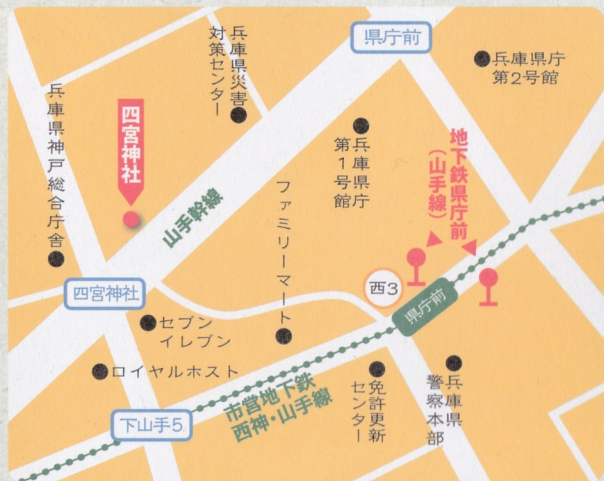 県庁前
兵庫県災害
対策センター
兵庫県庁
第2号館
兵庫県神戸総合庁舎
四宮神社
兵庫県庁
第1号館
地下鉄県庁前
(山手線)
山手幹線
ファミリーマート
四宮神社
西3
県庁前
セブン
イレブン
ロイヤルホスト
市営地下鉄
西神・山手線
免許更新
センター
兵庫県
警察本部
下山手5